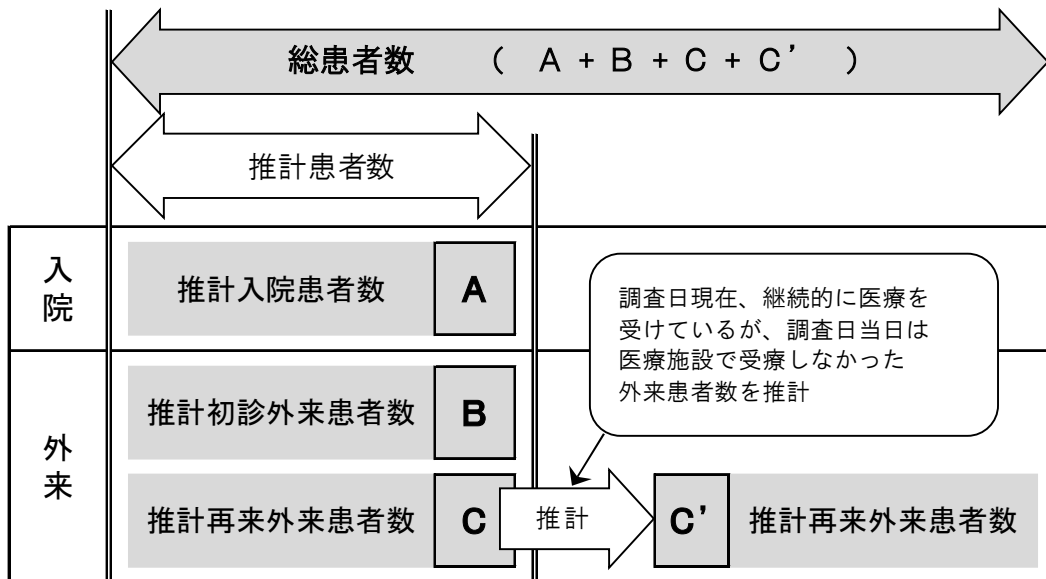 総患者数 （ A + B + C + C’ ）
推計患者数
入院
推計入院患者数 A
調査日現在、継続的に医療を
受けているが、調査日当日は
医療施設で受療しなかった
外来患者数を推計
外来
推計初診外来患者数 B
推計再来外来患者数 C 推計 C’ 推計再来外来患者数